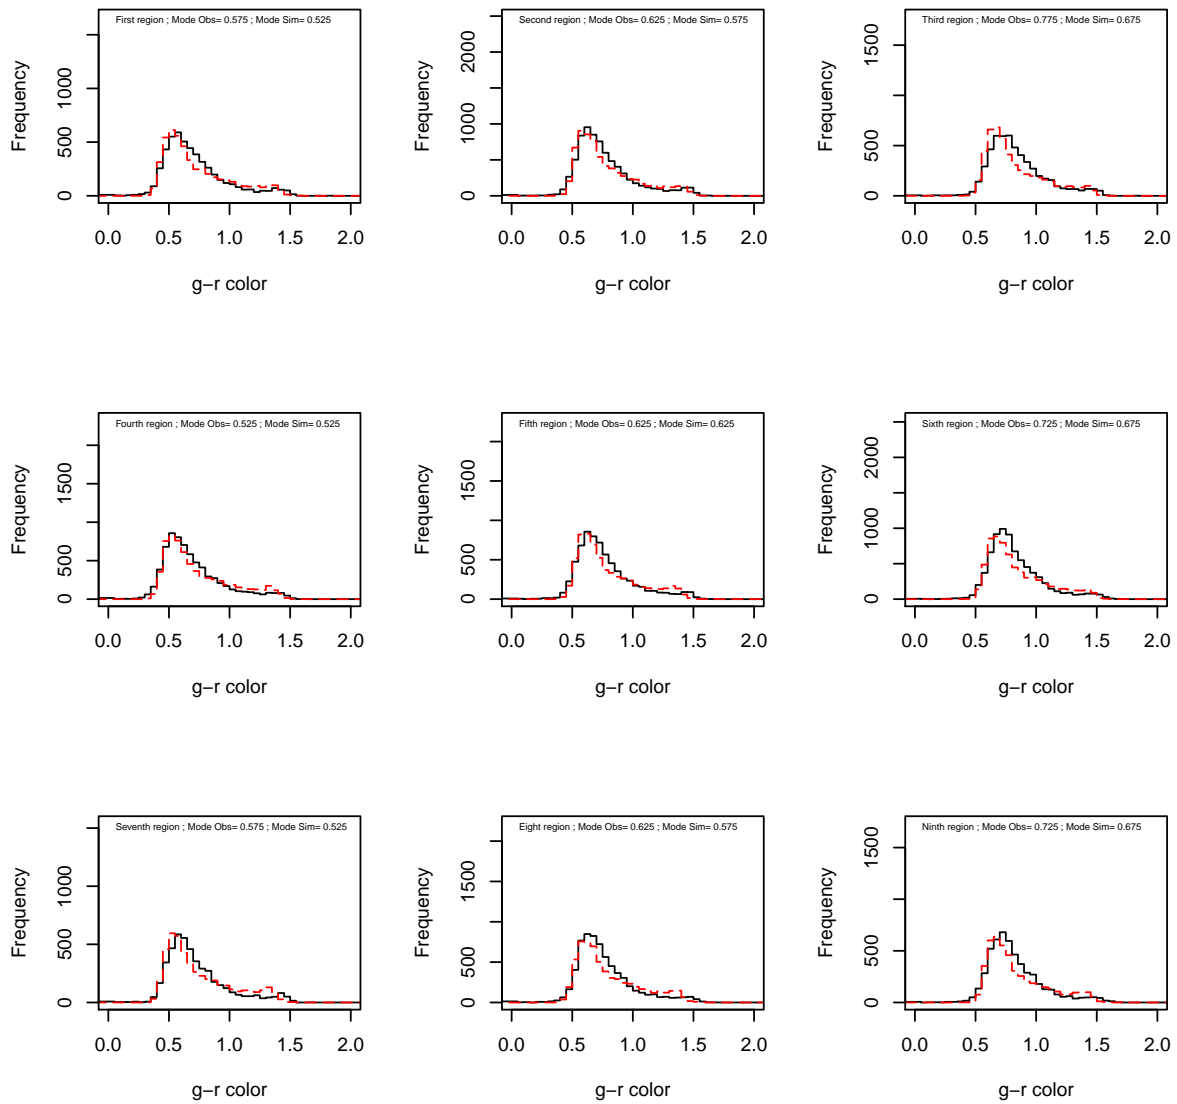 First region ; Mode Obs= 0.575 ; Mode Sim= 0.525
Frequency
0
500
1000
0.0 0.5 1.0 1.5 2.0
g−r color
Second region ; Mode Obs= 0.625 ; Mode Sim= 0.575
Frequency
0
1000
2000
0.0 0.5 1.0 1.5 2.0
g−r color
Third region ; Mode Obs= 0.775 ; Mode Sim= 0.675
Frequency
0
500
1500
0.0 0.5 1.0 1.5 2.0
g−r color
Fourth region ; Mode Obs= 0.525 ; Mode Sim= 0.525
Frequency
0
500
1500
0.0 0.5 1.0 1.5 2.0
g−r color
Fifth region ; Mode Obs= 0.625 ; Mode Sim= 0.625
Frequency
0
500
1500
0.0 0.5 1.0 1.5 2.0
g−r color
Sixth region ; Mode Obs= 0.725 ; Mode Sim= 0.675
Frequency
0
1000
2000
0.0 0.5 1.0 1.5 2.0
g−r color
Seventh region ; Mode Obs= 0.575 ; Mode Sim= 0.525
Frequency
0
500
1000
0.0 0.5 1.0 1.5 2.0
g−r color
Eight region ; Mode Obs= 0.625 ; Mode Sim= 0.575
Frequency
0
500
1500
0.0 0.5 1.0 1.5 2.0
g−r color
Ninth region ; Mode Obs= 0.725 ; Mode Sim= 0.675
Frequency
0
500
1500
0.0 0.5 1.0 1.5 2.0
g−r color